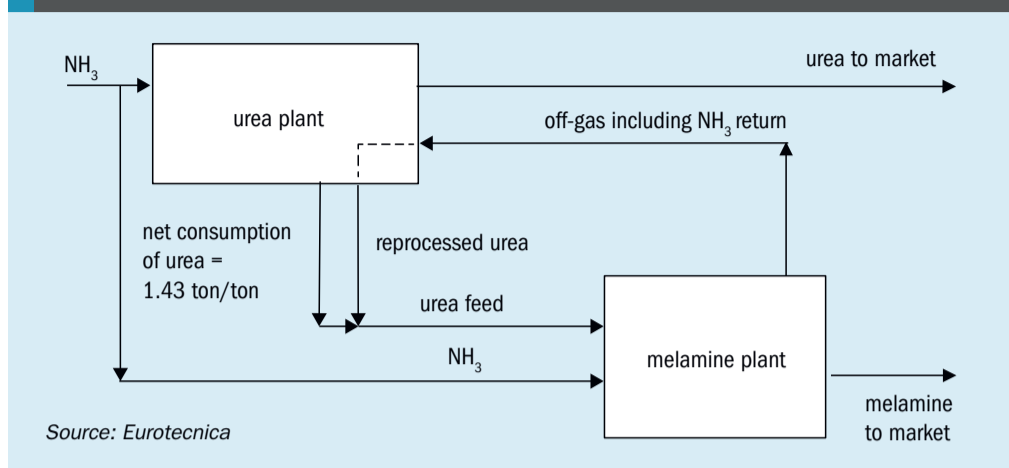 NH3
urea to market
urea plant
off-gas including NH3 return
net consumption
of urea =
1.43 ton/ton
reprocessed urea
urea feed
NH3
melamine plant
melamine
to market
Source: Eurotecnica